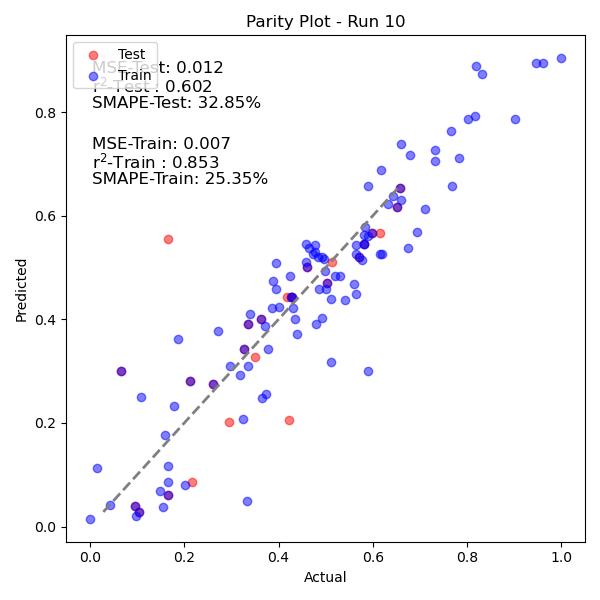 Parity Plot - Run 10
Test
Train
MSE-Test: 0.012
r²-Test : 0.602
SMAPE-Test: 32.85%
MSE-Train: 0.007
r²-Train : 0.853
SMAPE-Train: 25.35%
Predicted
0.8
0.6
0.4
0.2
0.0
0.0 0.2 0.4 0.6 0.8 1.0
Actual